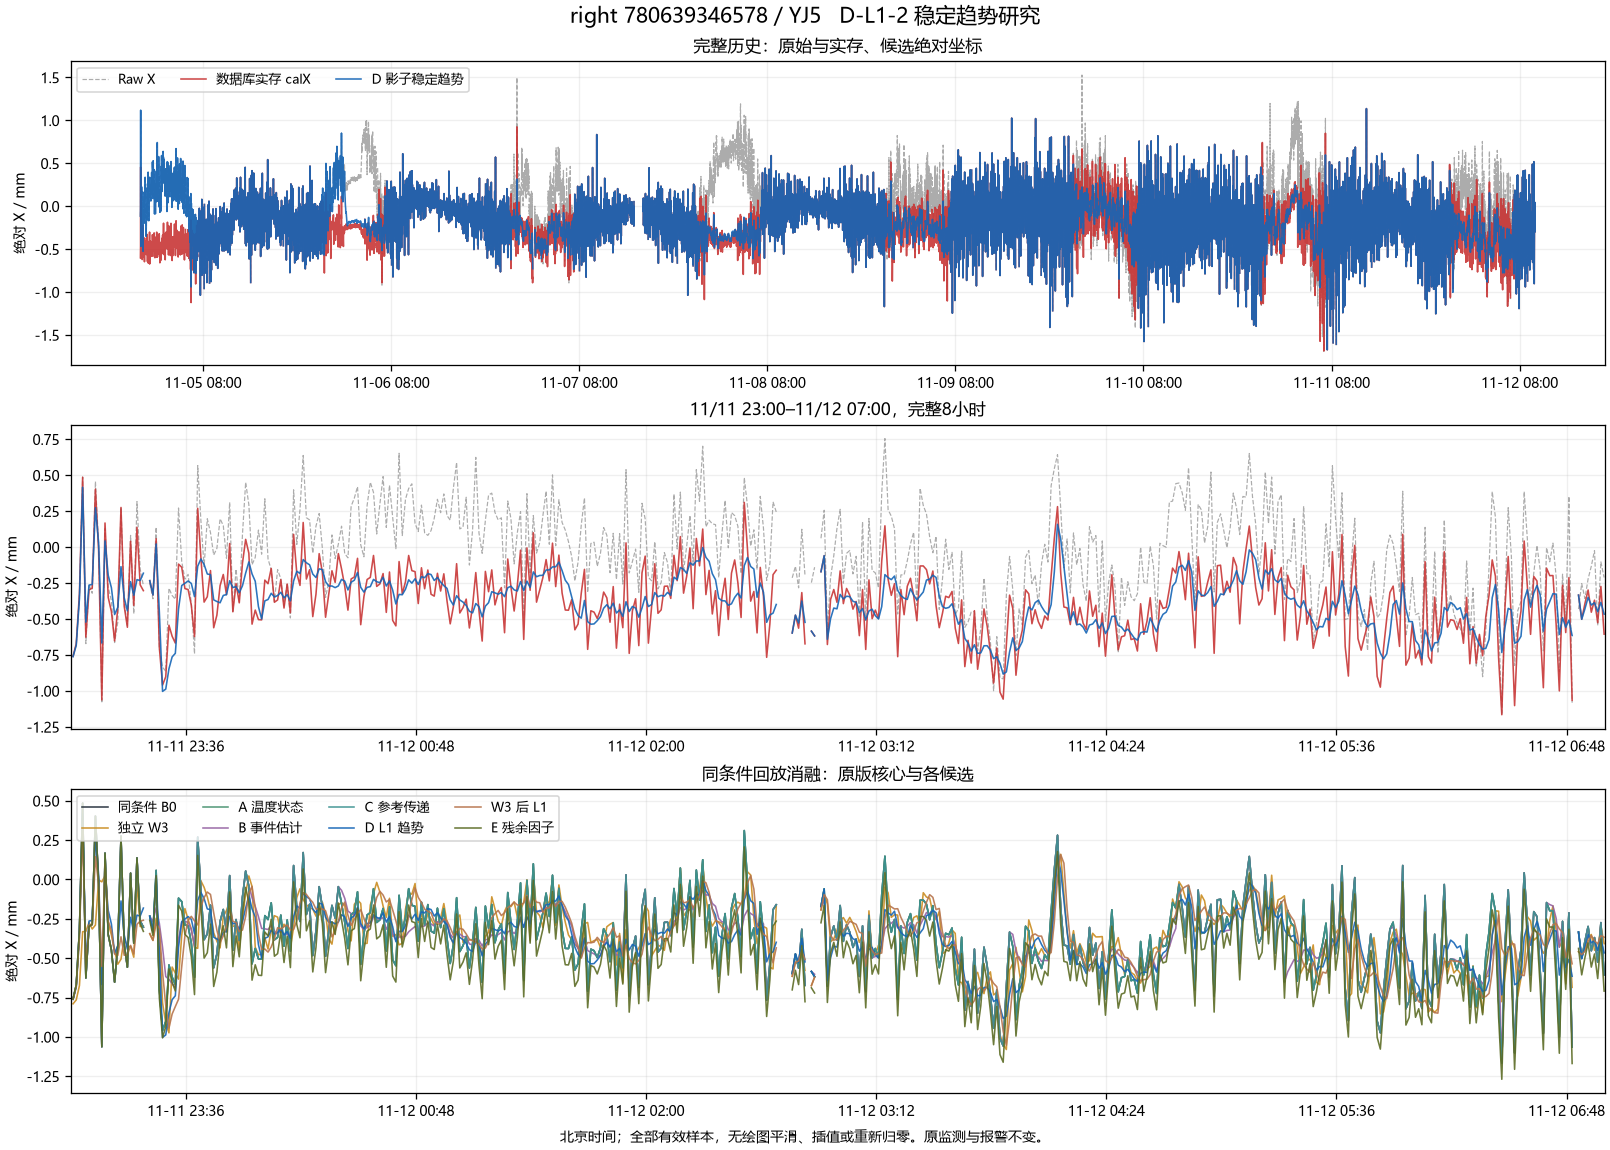 right 780639346578 / YJ5   D-L1-2 稳定趋势研究
完整历史：原始与实存、候选绝对坐标
Raw X   数据库实存 calX   D 影子稳定趋势
绝对 X / mm
1.5
1.0
0.5
0.0
-0.5
-1.0
-1.5
11-05 08:00   11-06 08:00   11-07 08:00   11-08 08:00   11-09 08:00   11-10 08:00   11-11 08:00   11-12 08:00
11/11 23:00–11/12 07:00，完整8小时
绝对 X / mm
0.75
0.50
0.25
0.00
-0.25
-0.50
-0.75
-1.00
-1.25
11-11 23:36   11-12 00:48   11-12 02:00   11-12 03:12   11-12 04:24   11-12 05:36   11-12 06:48
同条件回放消融：原版核心与各候选
同条件 B0   A 温度状态   C 参考传递   W3 后 L1
独立 W3   B 事件估计   D L1 趋势   E 残余因子
绝对 X / mm
0.50
0.25
0.00
-0.25
-0.50
-0.75
-1.00
-1.25
11-11 23:36   11-12 00:48   11-12 02:00   11-12 03:12   11-12 04:24   11-12 05:36   11-12 06:48
北京时间；全部有效样本，无绘图平滑、插值或重新归零。原监测与报警不变。